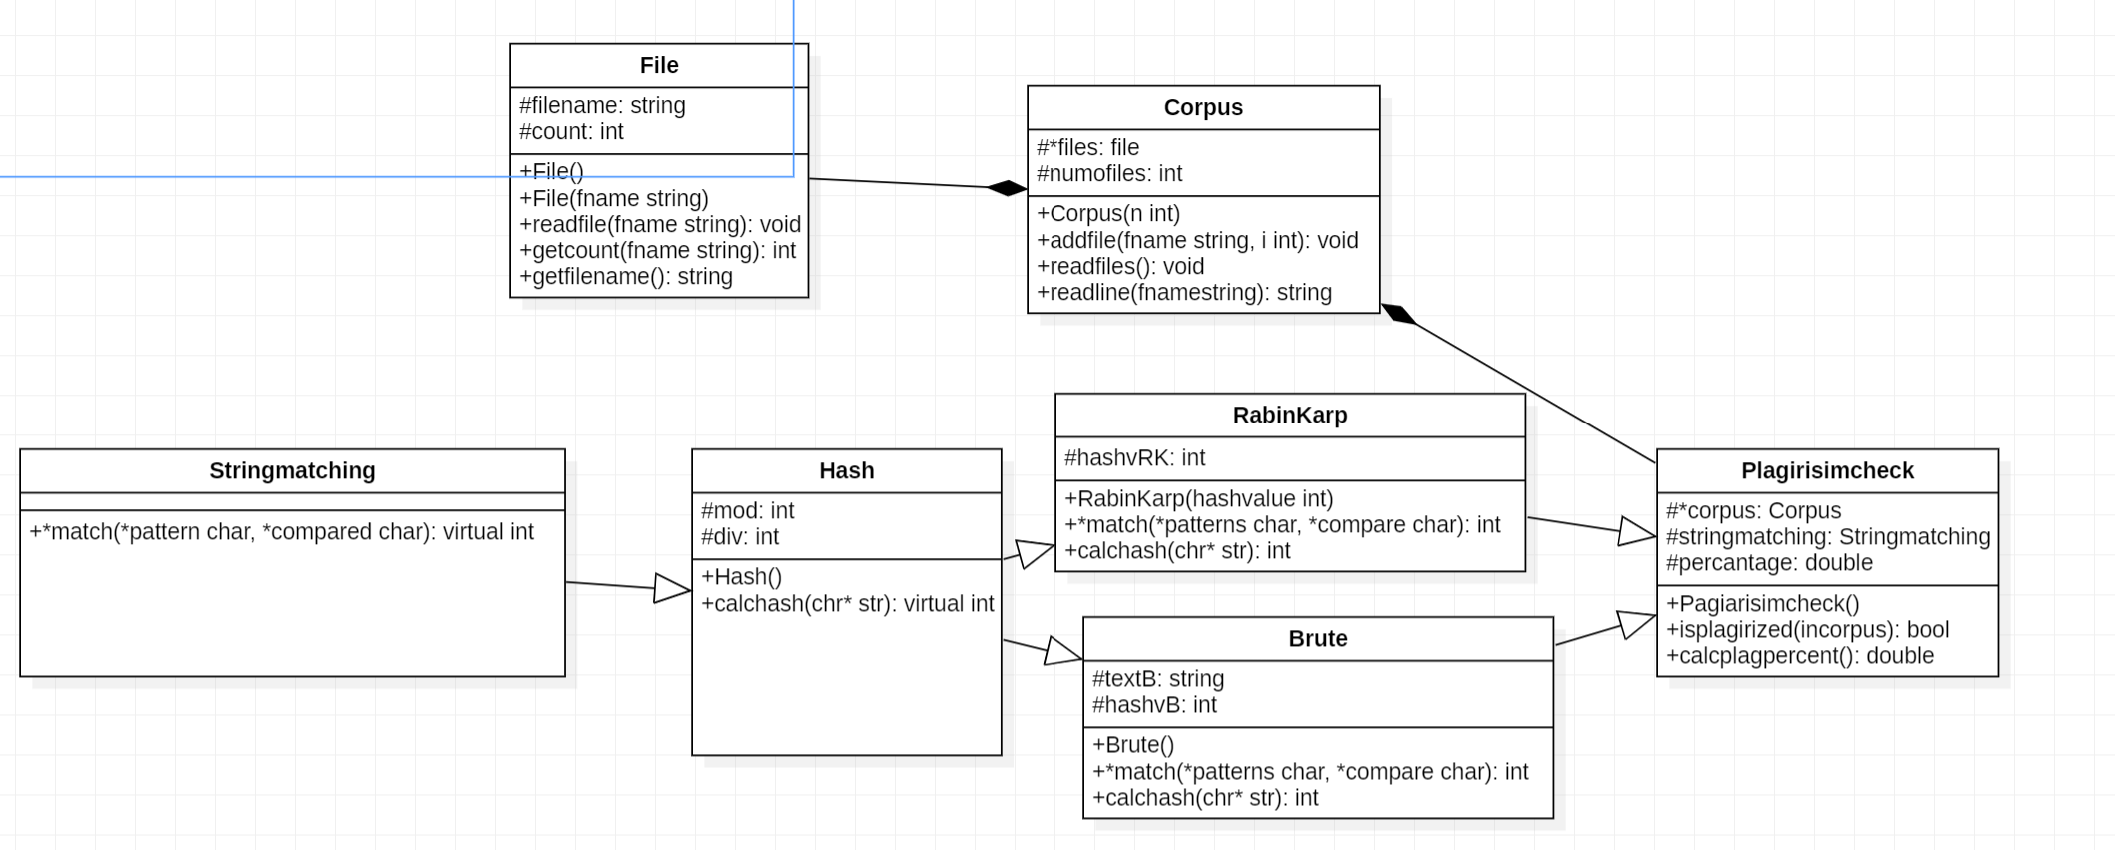 File
#filename: string
#count: int
+File()
+File(fname string)
+readfile(fname string): void
+getcount(fname string): int
+getfilename(): string
Corpus
#*files: file
#numofiles: int
+Corpus(n int)
+addfile(fname string, i int): void
+readfiles(): void
+readline(fnamestring): string
Stringmatching
+*match(*pattern char, *compared char): virtual int
Hash
#mod: int
#div: int
+Hash()
+calchash(chr* str): virtual int
RabinKarp
#hashvRK: int
+RabinKarp(hashvalue int)
+*match(*patterns char, *compare char): int
+calchash(chr* str): int
Brute
#textB: string
#hashvB: int
+Brute()
+*match(*patterns char, *compare char): int
+calchash(chr* str): int
Plagirisimcheck
#*corpus: Corpus
#stringmatching: Stringmatching
#percantage: double
+Pagiarisimcheck()
+isplagirized(incorpus): bool
+calcplagpercent(): double